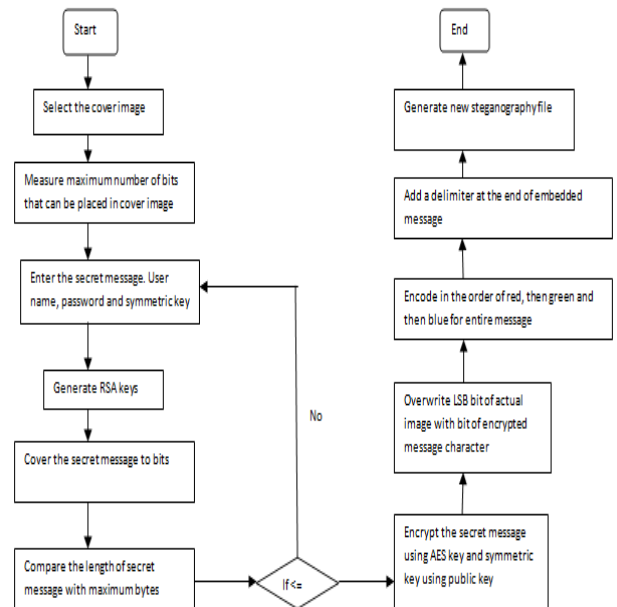 Start
Select the cover image
Measure maximum number of bits
that can be placed in cover image
Enter the secret message. User
name, password and symmetric key
Generate RSA keys
Cover the secret message to bits
Compare the length of secret
message with maximum bytes
If <=
No
Encrypt the secret message
using AES key and symmetric
key using public key
Overwrite LSB bit of actual
image with bit of encrypted
message character
Encode in the order of red, then green and
then blue for entire message
Add a delimiter at the end of embedded
message
Generate new steganography file
End